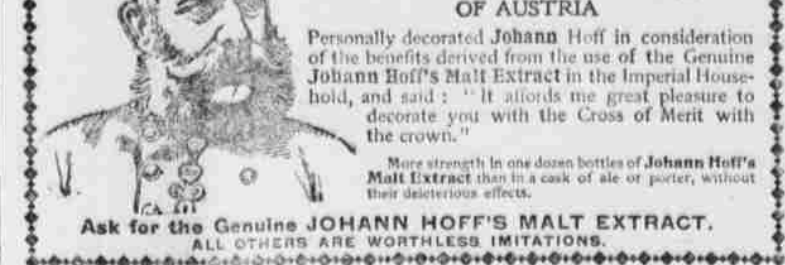 OF AUSTRIA
Personally decorated Johann Hoff in consideration
of the benefits derived from the use of the Genuine
Johann Hoff's Malt Extract in the Imperial House-
hold, and said: "It affords me great pleasure to
decorate you with the Cross of Merit with
the crown."
More strength in one dozen bottles of Johann Hoff's
Malt Extract than in a cask of ale or porter, without
their deleterious effects.
Ask for the Genuine JOHANN HOFF'S MALT EXTRACT.
ALL OTHERS ARE WORTHLESS IMITATIONS.